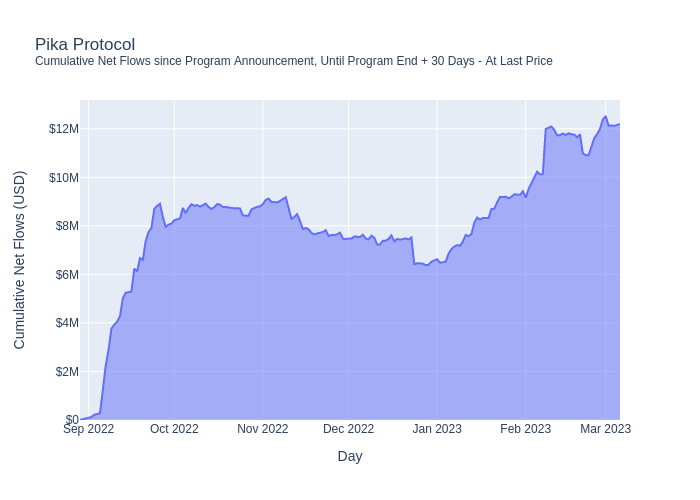 Pika Protocol
Cumulative Net Flows since Program Announcement, Until Program End + 30 Days - At Last Price
Cumulative Net Flows (USD)
$12M
$10M
$8M
$6M
$4M
$2M
$0
Sep 2022 Oct 2022 Nov 2022 Dec 2022 Jan 2023 Feb 2023 Mar 2023
Day